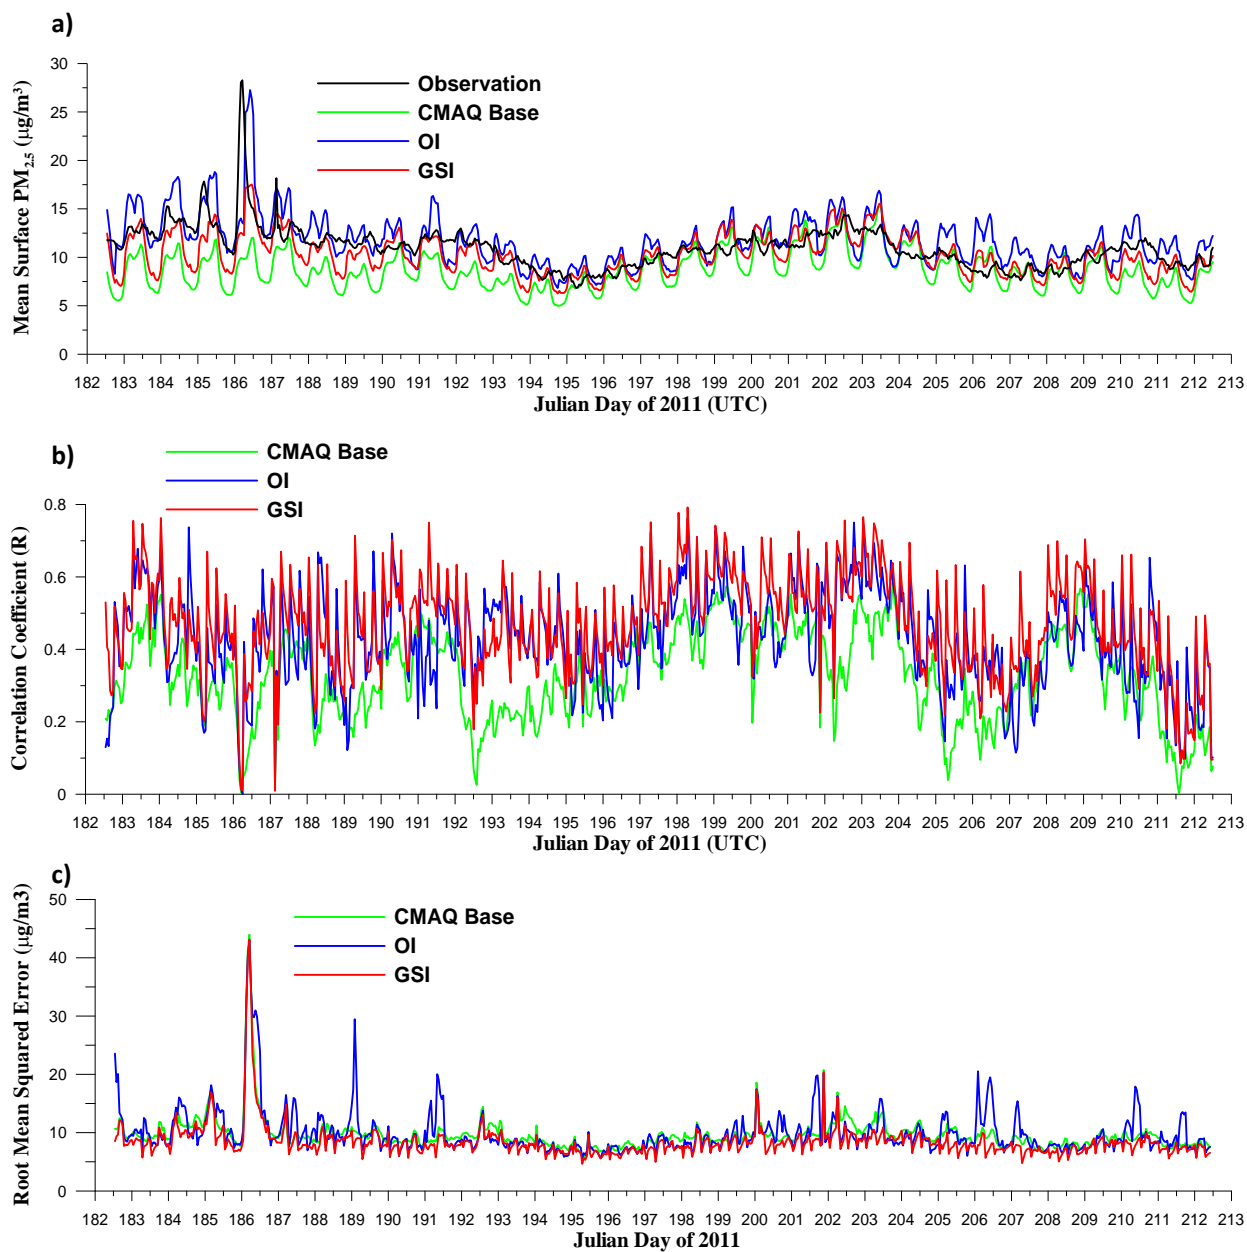 a)
Mean Surface PM2.5 (μg/m³)
30
25
20
15
10
5
0
Observation
CMAQ Base
OI
GSI
182 183 184 185 186 187 188 189 190 191 192 193 194 195 196 197 198 199 200 201 202 203 204 205 206 207 208 209 210 211 212 213
Julian Day of 2011 (UTC)
b)
CMAQ Base
OI
GSI
Correlation Coefficient (R)
0.8
0.6
0.4
0.2
0
182 183 184 185 186 187 188 189 190 191 192 193 194 195 196 197 198 199 200 201 202 203 204 205 206 207 208 209 210 211 212 213
Julian Day of 2011 (UTC)
c)
Root Mean Squared Error (μg/m3)
50
40
30
20
10
0
CMAQ Base
OI
GSI
182 183 184 185 186 187 188 189 190 191 192 193 194 195 196 197 198 199 200 201 202 203 204 205 206 207 208 209 210 211 212 213
Julian Day of 2011